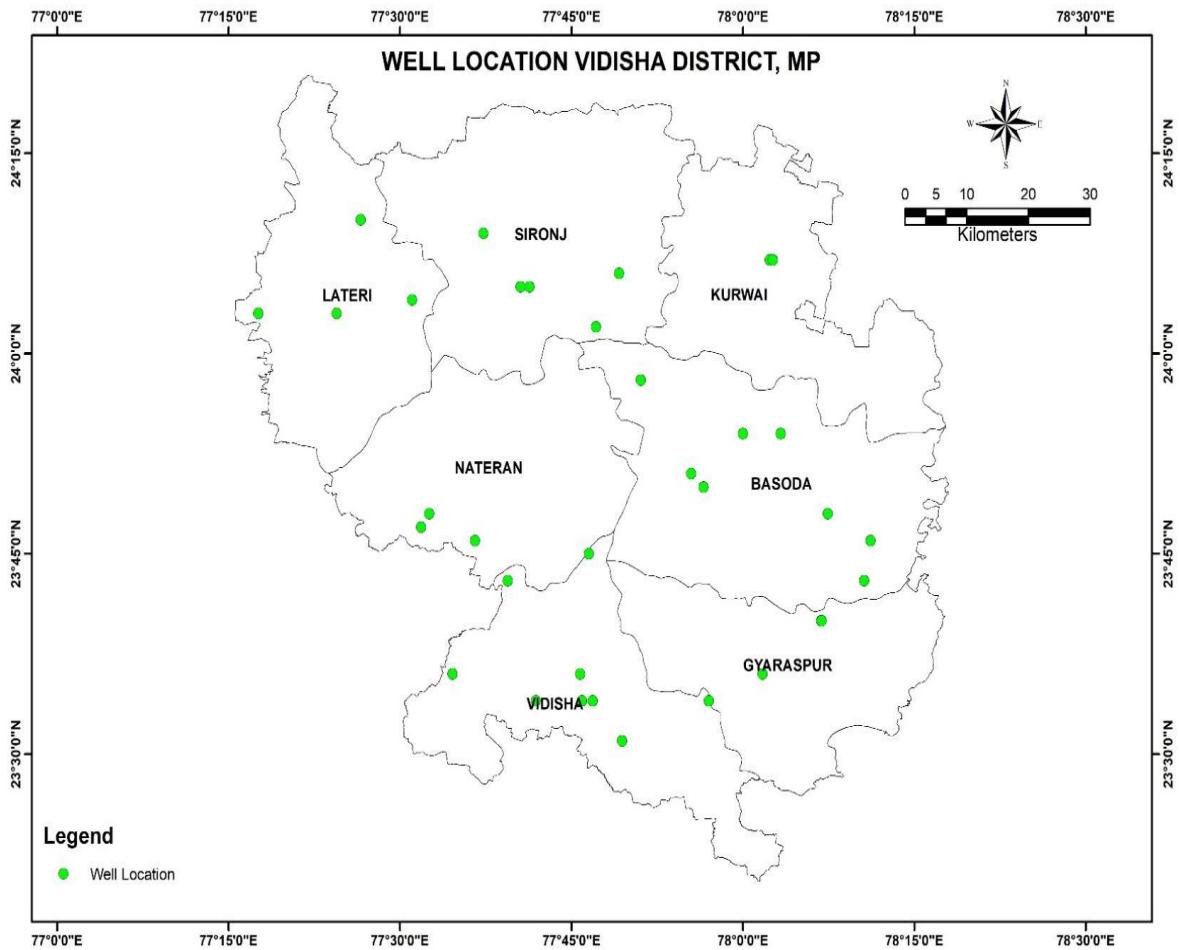 77°0'0"E 77°15'0"E 77°30'0"E 77°45'0"E 78°0'0"E 78°15'0"E 78°30'0"E
WELL LOCATION VIDISHA DISTRICT, MP
N
W E
S
24°15'0"N 24°15'0"N
0 5 10 20 30
Kilometers
SIRONJ
LATERI
KURWAI
24°0'0"N 24°0'0"N
NATERAN
BASODA
23°45'0"N 23°45'0"N
GYARASPUR
VIDISHA
23°30'0"N 23°30'0"N
Legend
Well Location
77°0'0"E 77°15'0"E 77°30'0"E 77°45'0"E 78°0'0"E 78°15'0"E 78°30'0"E